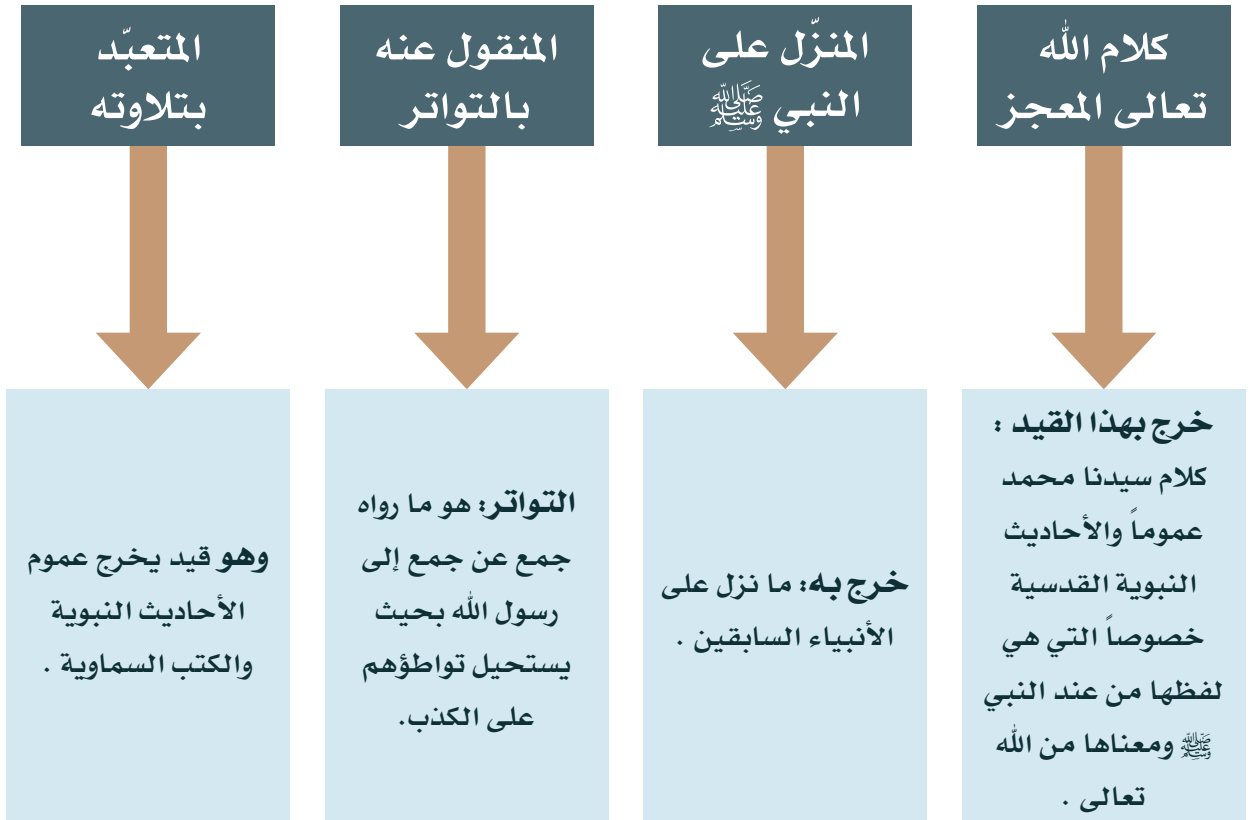 كلام الله
تعالى المعجز
المنزّل على
النبي ﷺ
المنقول عنه
بالتواتر
المتعبّد
بتلاوته
خرج بهذا القيد :
كلام سيدنا محمد
عموماً والأحاديث
النبوية القدسية
خصوصاً التي هي
لفظها من عند النبي
ﷺ ومعناها من الله
تعالى .
خرج به: ما نزل على
الأنبياء السابقين .
التواتر: هو ما رواه
جمع عن جمع إلى
رسول الله بحيث
يستحيل تواطؤهم
على الكذب.
وهو قيد يخرج عموم
الأحاديث النبوية
والكتب السماوية .